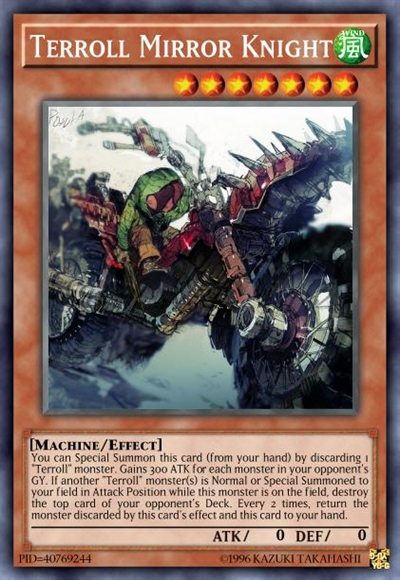 TERROLL MIRROR KNIGHT
WIND
風
[MACHINE/EFFECT]
You can Special Summon this card (from your hand) by discarding 1
"Terroll" monster. Gains 300 ATK for each monster in your opponent's
GY. If another "Terroll" monster(s) is Normal or Special Summoned to
your field in Attack Position while this monster is on the field, destroy
the top card of your opponent's Deck. Every 2 times, return the
monster discarded by this card's effect and this card to your hand.
ATK/ 0 DEF/ 0
PID=40769244
©1996 KAZUKI TAKAHASHI